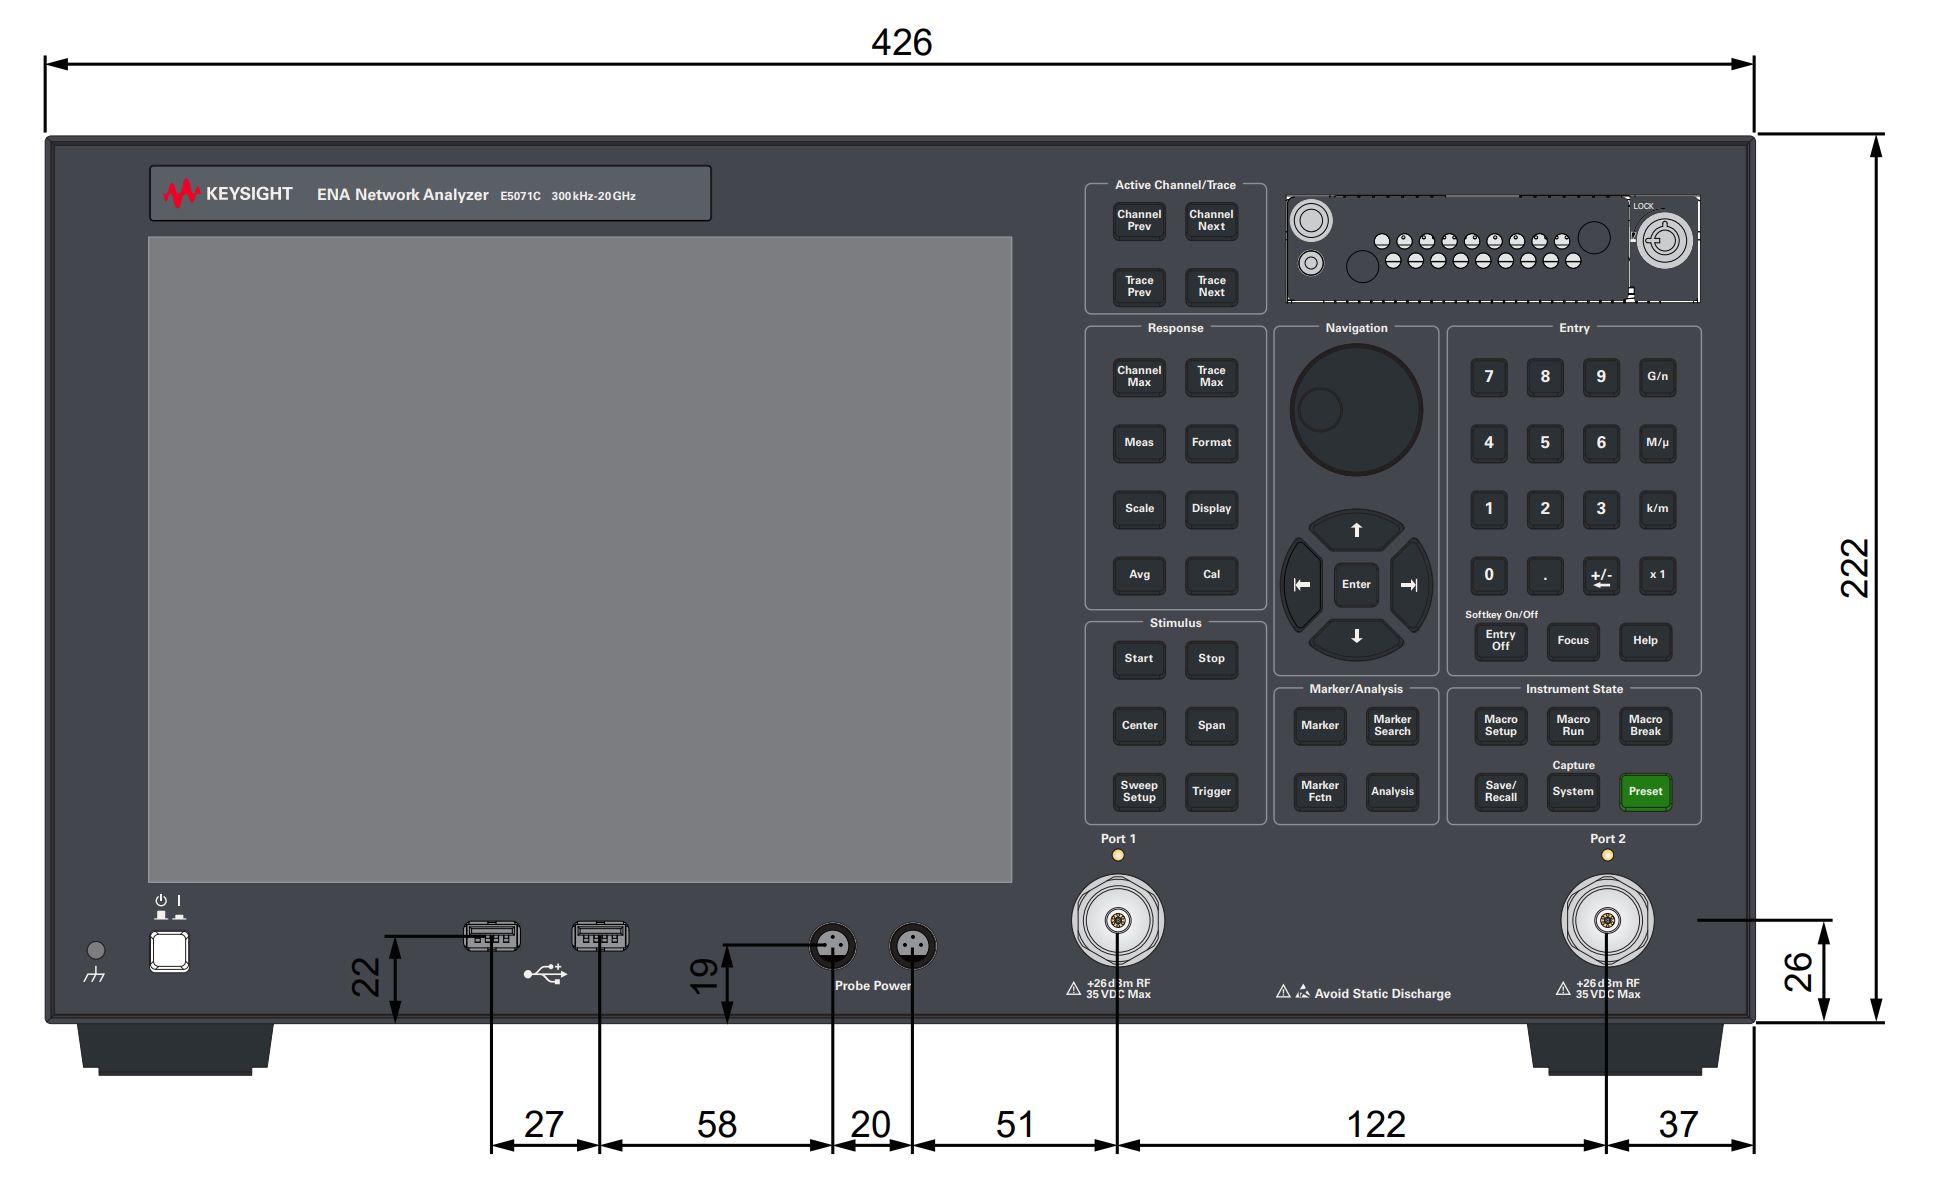 426
KEYSIGHT ENA Network Analyzer E5071C 300 kHz-20 GHz
Active Channel/Trace
Channel Prev
Channel Next
Trace Prev
Trace Next
LOCK
Response
Channel Max
Trace Max
Meas
Format
Scale
Display
Avg
Cal
Navigation
Enter
Entry
7 8 9 G/n
4 5 6 M/µ
1 2 3 k/m
0 . +/- x 1
Softkey On/Off
Entry Off
Focus
Help
Stimulus
Start
Stop
Center
Span
Sweep Setup
Trigger
Marker/Analysis
Marker
Marker Search
Marker Fctn
Analysis
Instrument State
Macro Setup
Macro Run
Macro Break
Capture
Save/ Recall
System
Preset
222
Port 1
Port 2
22
19
Probe Power
+26 dBm RF
35 VDC Max
Avoid Static Discharge
+26 dBm RF
35 VDC Max
26
27 58 20 51 122 37